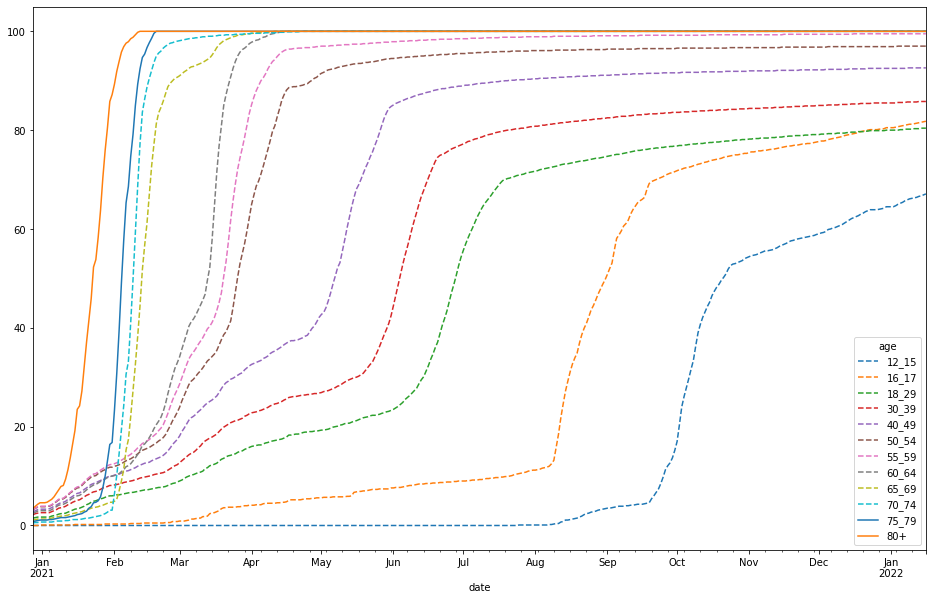 100
80
60
40
20
0
Jan
2021
Feb
Mar
Apr
May
Jun
Jul
Aug
Sep
Oct
Nov
Dec
Jan
2022
date
age
12_15
16_17
18_29
30_39
40_49
50_54
55_59
60_64
65_69
70_74
75_79
80+